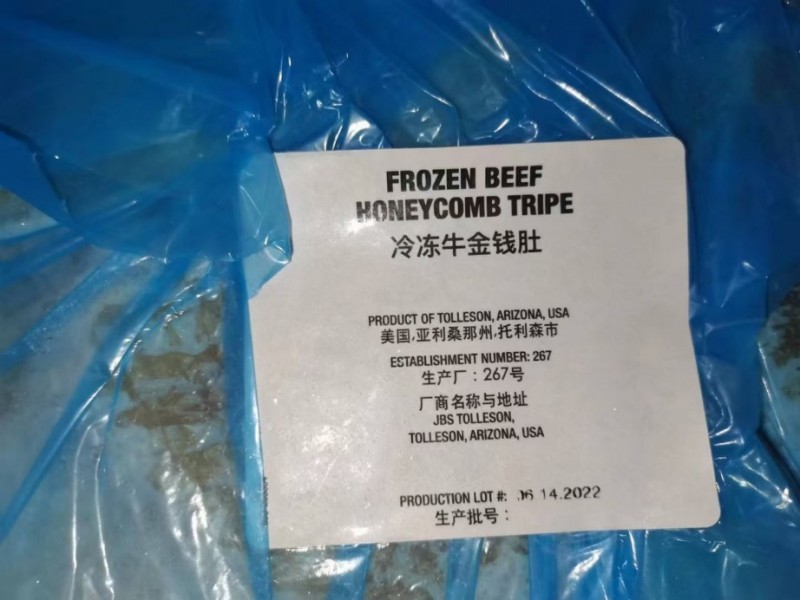 FROZEN BEEF
HONEYCOMB TRIPE
冷冻牛金钱肚
PRODUCT OF TOLLESON, ARIZONA, USA
美国,亚利桑那州,托利森市
ESTABLISHMENT NUMBER: 267
生产厂：267号
厂商名称与地址
JBS TOLLESON,
TOLLESON, ARIZONA, USA
PRODUCTION LOT #: 06 14.2022
生产批号：